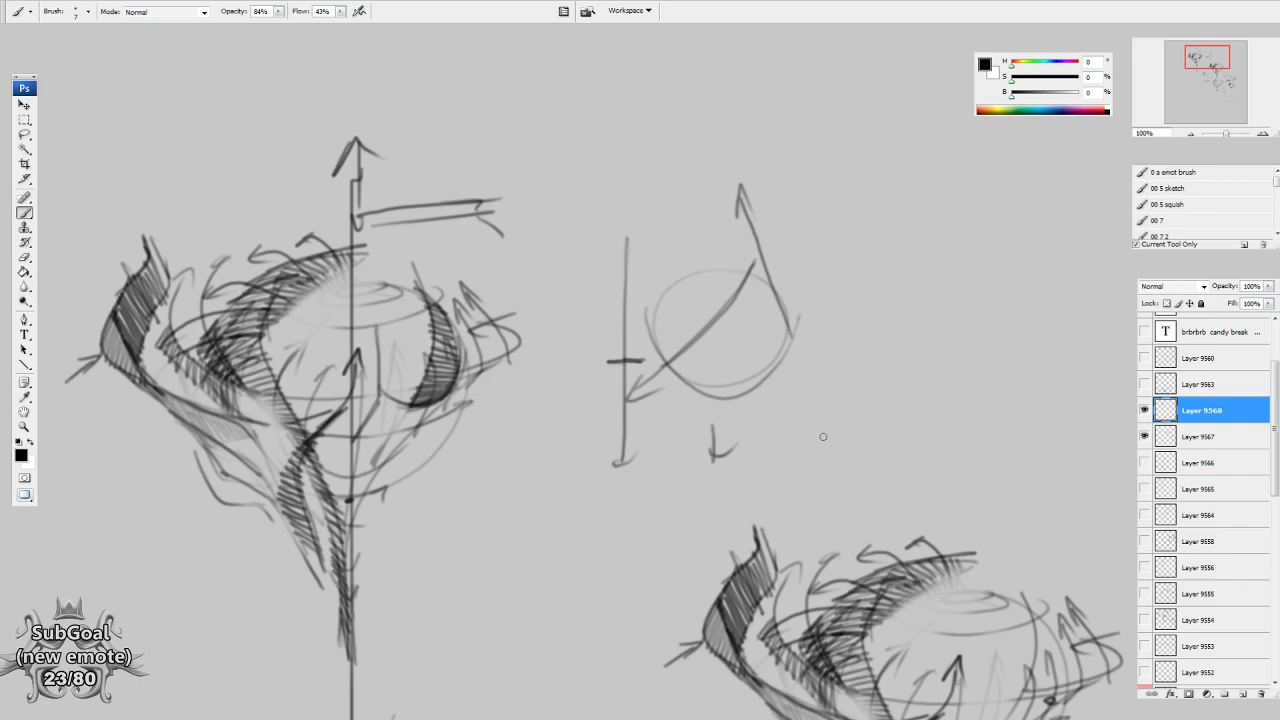 Brush: 7 Mode: Normal Opacity: 84% Flow: 43% Workspace
Ps
H 0 °
S 0 %
B 0 %
100%
0 a emot brush
00 5 sketch
00 5 squish
00 7
00 7 2
Current Tool Only
Normal Opacity: 100%
Lock: Fill: 100%
T brbrbrb candy break ...
Layer 9560
Layer 9563
Layer 9568
Layer 9567
Layer 9566
Layer 9565
Layer 9564
Layer 9558
Layer 9556
Layer 9555
Layer 9554
Layer 9553
Layer 9552
SubGoal
(new emote)
23/80